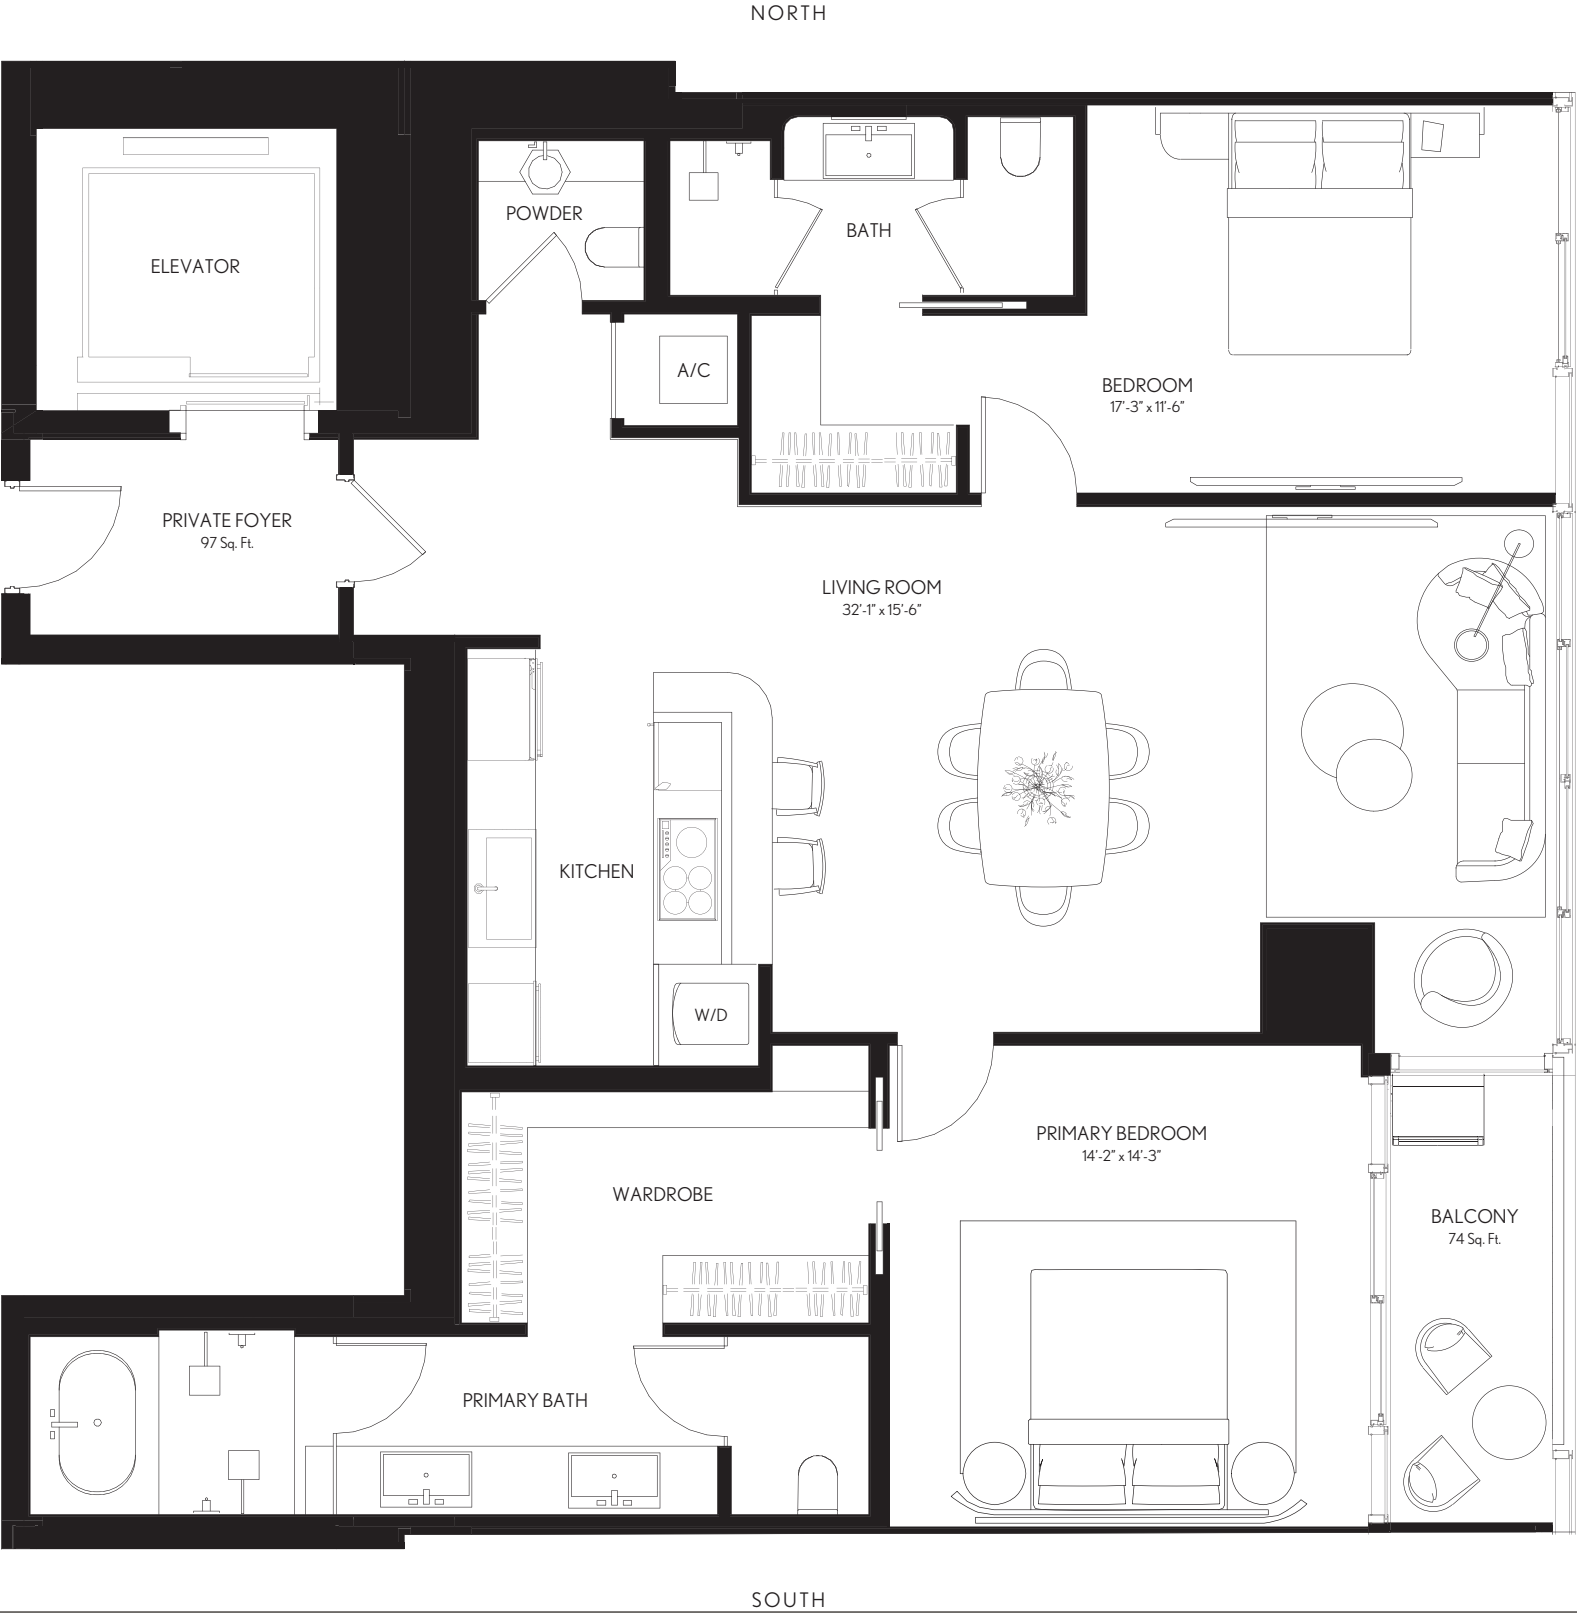 NORTH
POWDER
BATH
ELEVATOR
A/C
BEDROOM
17'-3" x 11'-6"
PRIVATE FOYER
97 Sq. Ft.
LIVING ROOM
32'-1" x 15'-6"
KITCHEN
W/D
PRIMARY BEDROOM
14'-2" x 14'-3"
WARDROBE
BALCONY
74 Sq. Ft.
PRIMARY BATH
SOUTH